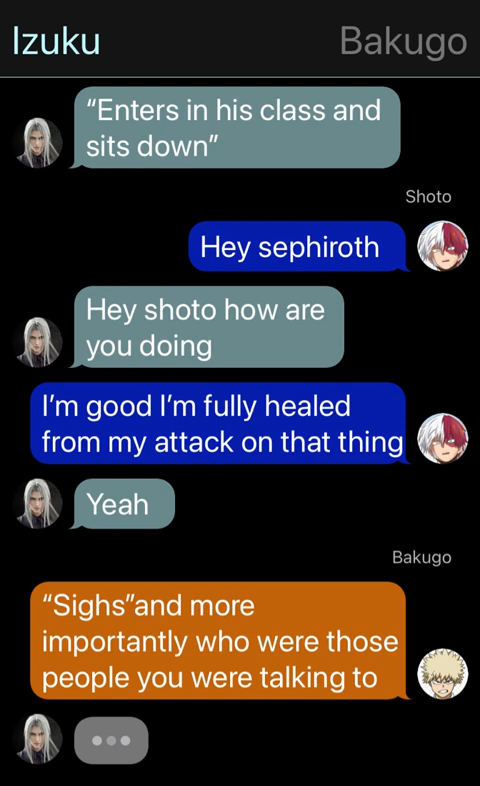 Izuku
Bakugo
“Enters in his class and
sits down”
Shoto
Hey sephiroth
Hey shoto how are
you doing
I’m good I’m fully healed
from my attack on that thing
Yeah
Bakugo
“Sighs”and more
importantly who were those
people you were talking to